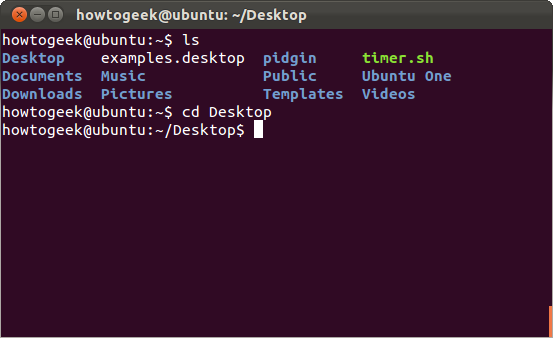 howtogeek@ubuntu: ~/Desktop
howtogeek@ubuntu:~$ ls
Desktop    examples.desktop  pidgin     timer.sh
Documents  Music             Public     Ubuntu One
Downloads  Pictures          Templates  Videos
howtogeek@ubuntu:~$ cd Desktop
howtogeek@ubuntu:~/Desktop$